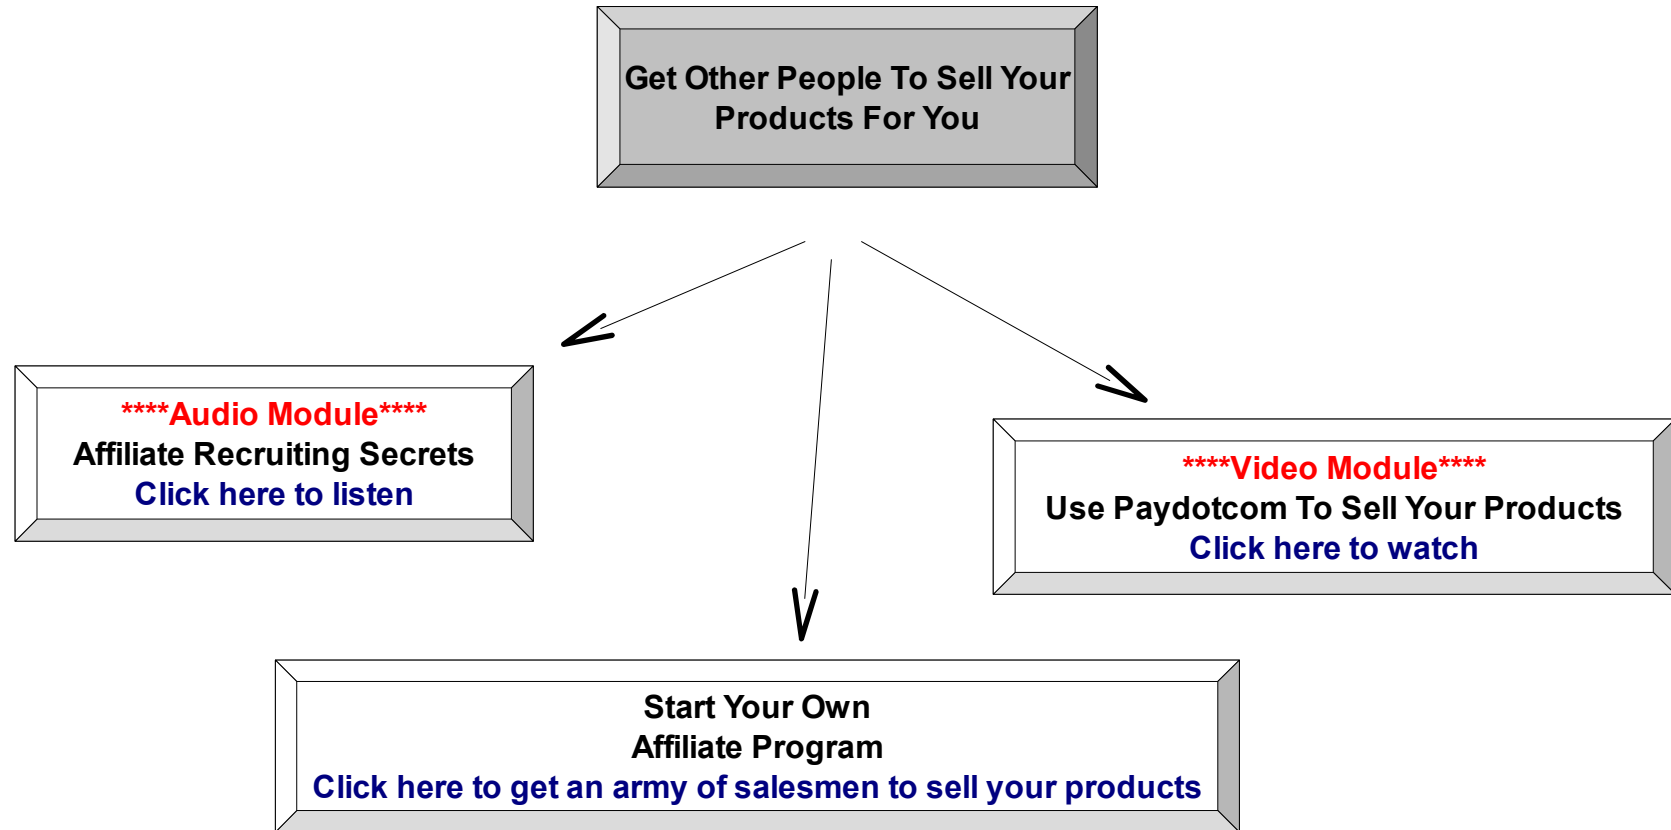 Get Other People To Sell Your
Products For You
****Audio Module****
Affiliate Recruiting Secrets
Click here to listen
****Video Module****
Use Paydotcom To Sell Your Products
Click here to watch
Start Your Own
Affiliate Program
Click here to get an army of salesmen to sell your products